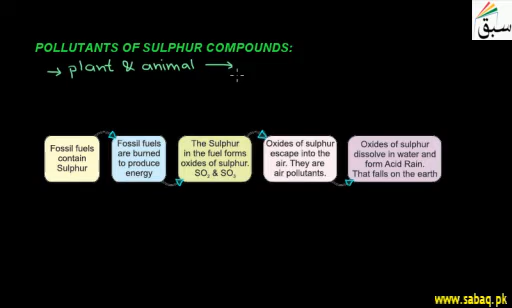 سبق
POLLUTANTS OF SULPHUR COMPOUNDS:
→ plant & animal →
Fossil fuels
contain
Sulphur
Fossil fuels
are burned
to produce
energy
The Sulphur
in the fuel forms
oxides of sulphur.
SO₂ & SO₃
Oxides of sulphur
escape into the
air. They are
air pollutants.
Oxides of sulphur
dissolve in water and
form Acid Rain.
That falls on the earth
www.sabaq.pk